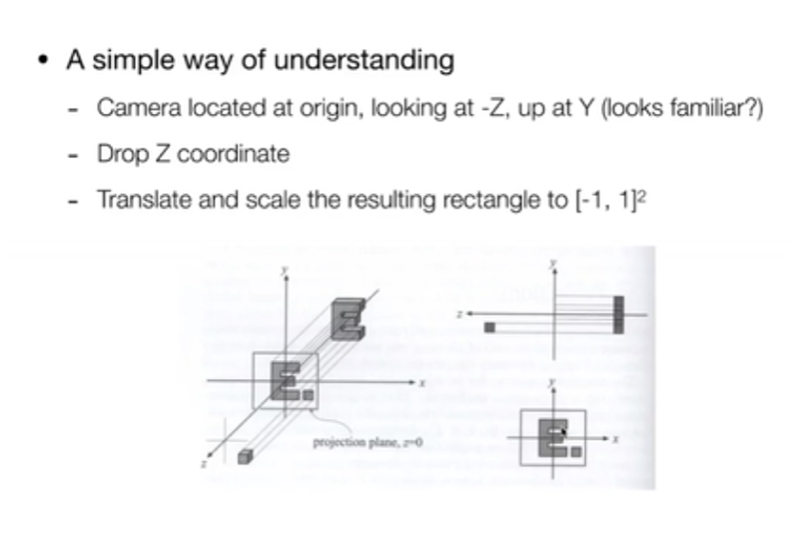 • A simple way of understanding
- Camera located at origin, looking at -Z, up at Y (looks familiar?)
- Drop Z coordinate
- Translate and scale the resulting rectangle to [-1, 1]²
y
y
z
x
y
projection plane, z=0
x
z